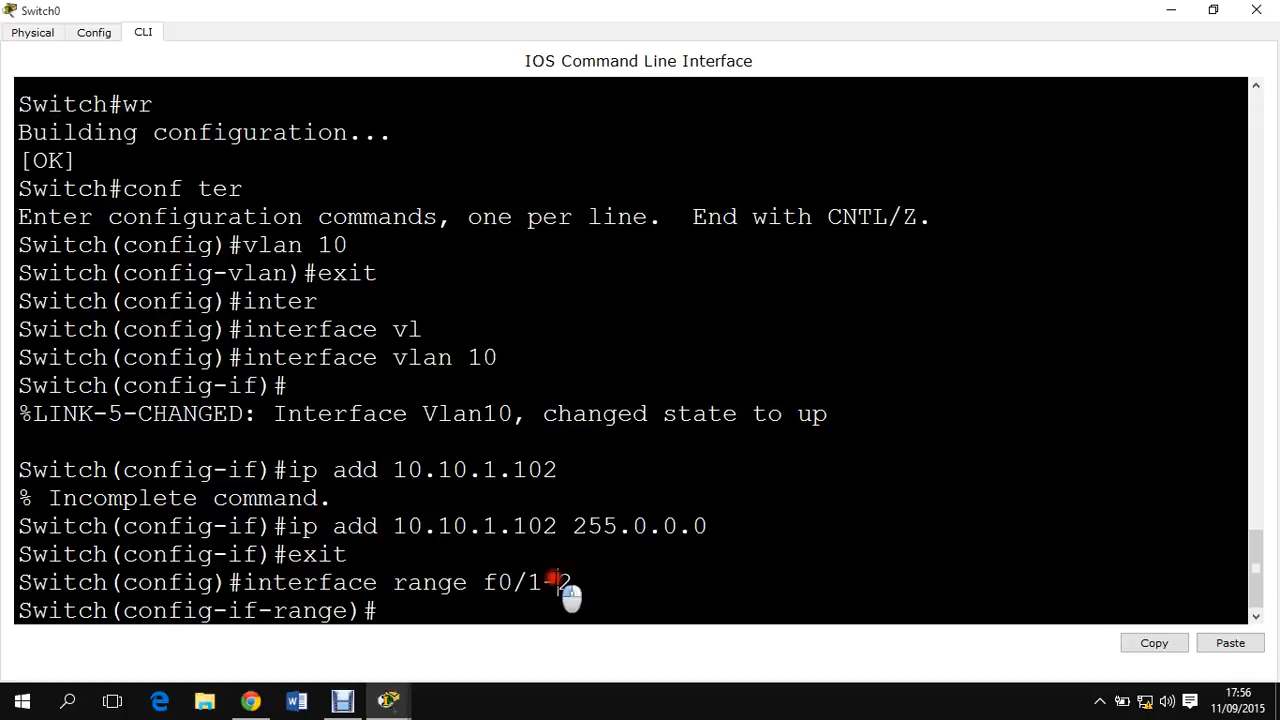 Switch0
Physical Config CLI
IOS Command Line Interface
Switch#wr
Building configuration...
[OK]
Switch#conf ter
Enter configuration commands, one per line.  End with CNTL/Z.
Switch(config)#vlan 10
Switch(config-vlan)#exit
Switch(config)#inter
Switch(config)#interface vl
Switch(config)#interface vlan 10
Switch(config-if)#
%LINK-5-CHANGED: Interface Vlan10, changed state to up
Switch(config-if)#ip add 10.10.1.102
% Incomplete command.
Switch(config-if)#ip add 10.10.1.102 255.0.0.0
Switch(config-if)#exit
Switch(config)#interface range f0/1-2
Switch(config-if-range)#
Copy Paste
17:56
11/09/2015